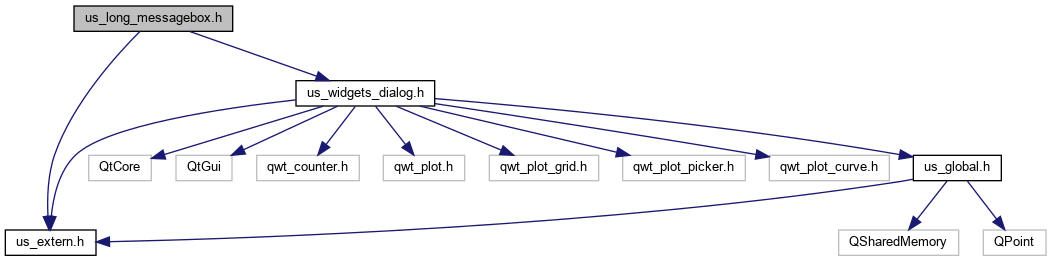 us_long_messagebox.h
us_widgets_dialog.h
QtCore
QtGui
qwt_counter.h
qwt_plot.h
qwt_plot_grid.h
qwt_plot_picker.h
qwt_plot_curve.h
us_global.h
us_extern.h
QSharedMemory
QPoint